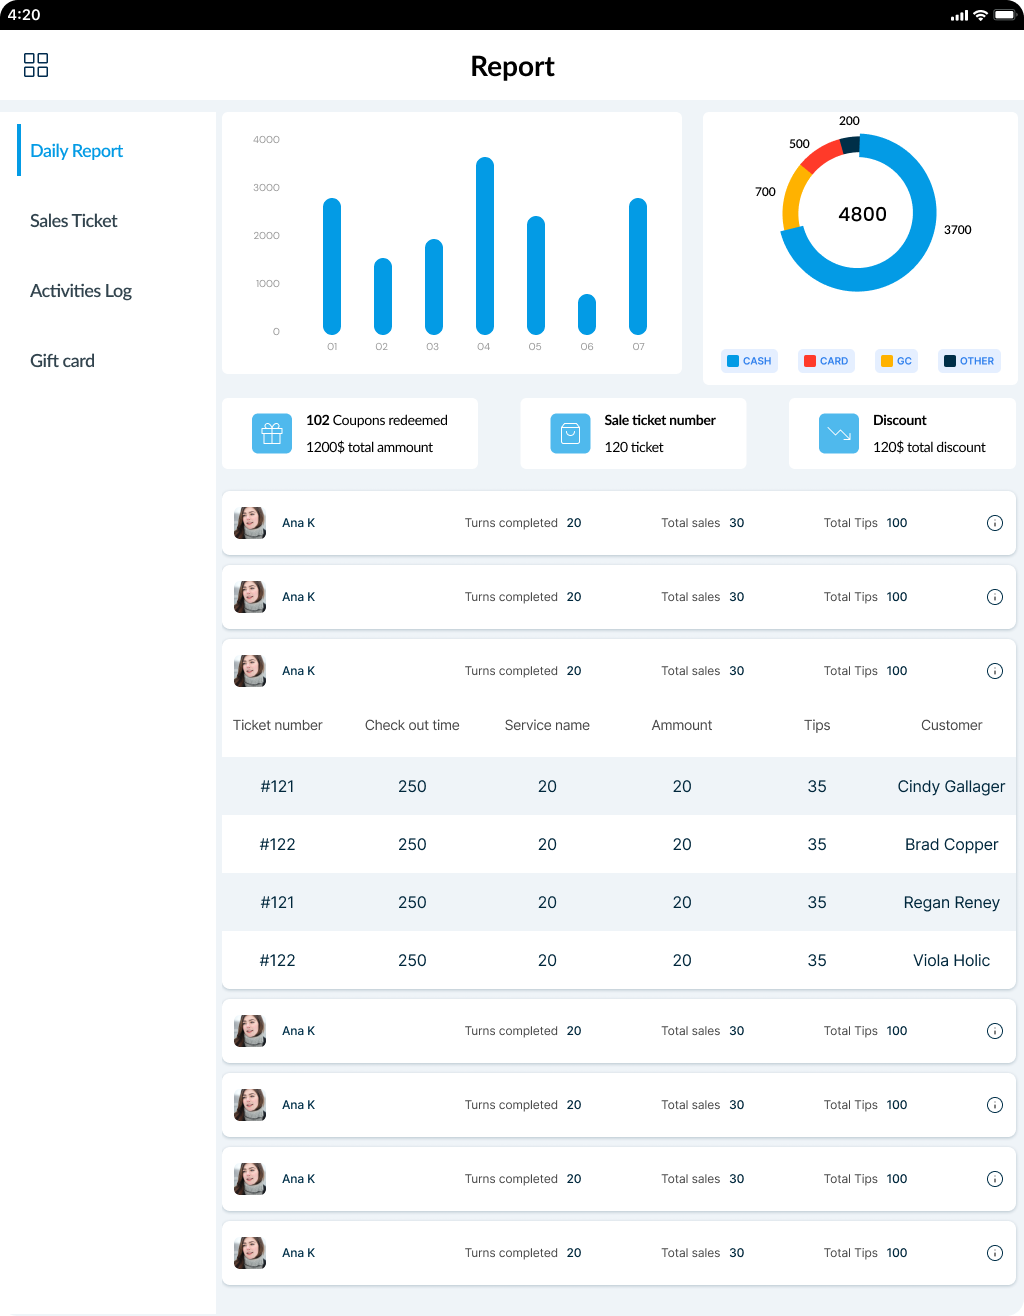 4:20
Report
Daily Report
Sales Ticket
Activities Log
Gift card
4000
3000
2000
1000
0
01 02 03 04 05 06 07
200
500
700
4800
3700
CASH CARD GC OTHER
102 Coupons redeemed
1200$ total ammount
Sale ticket number
120 ticket
Discount
120$ total discount
Ana K Turns completed 20 Total sales 30 Total Tips 100
Ana K Turns completed 20 Total sales 30 Total Tips 100
Ana K Turns completed 20 Total sales 30 Total Tips 100
Ticket number Check out time Service name Ammount Tips Customer
#121 250 20 20 35 Cindy Gallager
#122 250 20 20 35 Brad Copper
#121 250 20 20 35 Regan Reney
#122 250 20 20 35 Viola Holic
Ana K Turns completed 20 Total sales 30 Total Tips 100
Ana K Turns completed 20 Total sales 30 Total Tips 100
Ana K Turns completed 20 Total sales 30 Total Tips 100
Ana K Turns completed 20 Total sales 30 Total Tips 100